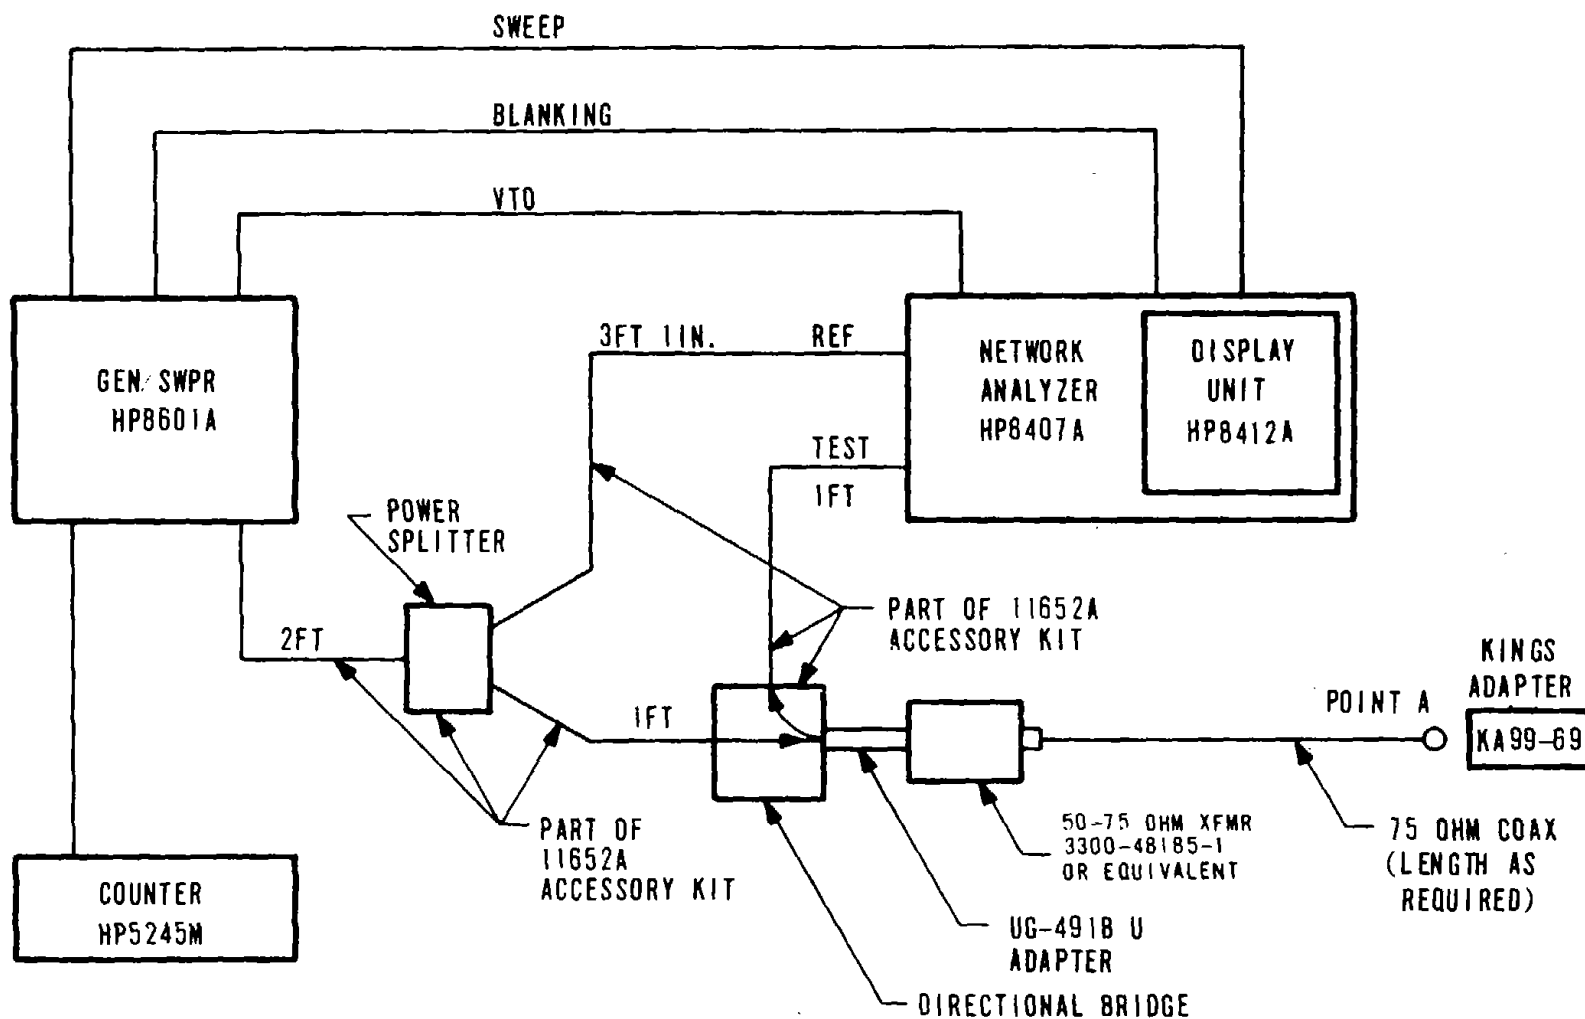 SWEEP
BLANKING
VTO
GEN/SWPR
HP8601A
3FT 1IN.
REF
NETWORK
ANALYZER
HP8407A
DISPLAY
UNIT
HP8412A
TEST
1FT
POWER
SPLITTER
2FT
PART OF 11652A
ACCESSORY KIT
KINGS
ADAPTER
KA99-69
POINT A
1FT
PART OF
11652A
ACCESSORY KIT
50-75 OHM XFMR
3300-48185-1
OR EQUIVALENT
75 OHM COAX
(LENGTH AS
REQUIRED)
COUNTER
HP5245M
UG-491B U
ADAPTER
DIRECTIONAL BRIDGE